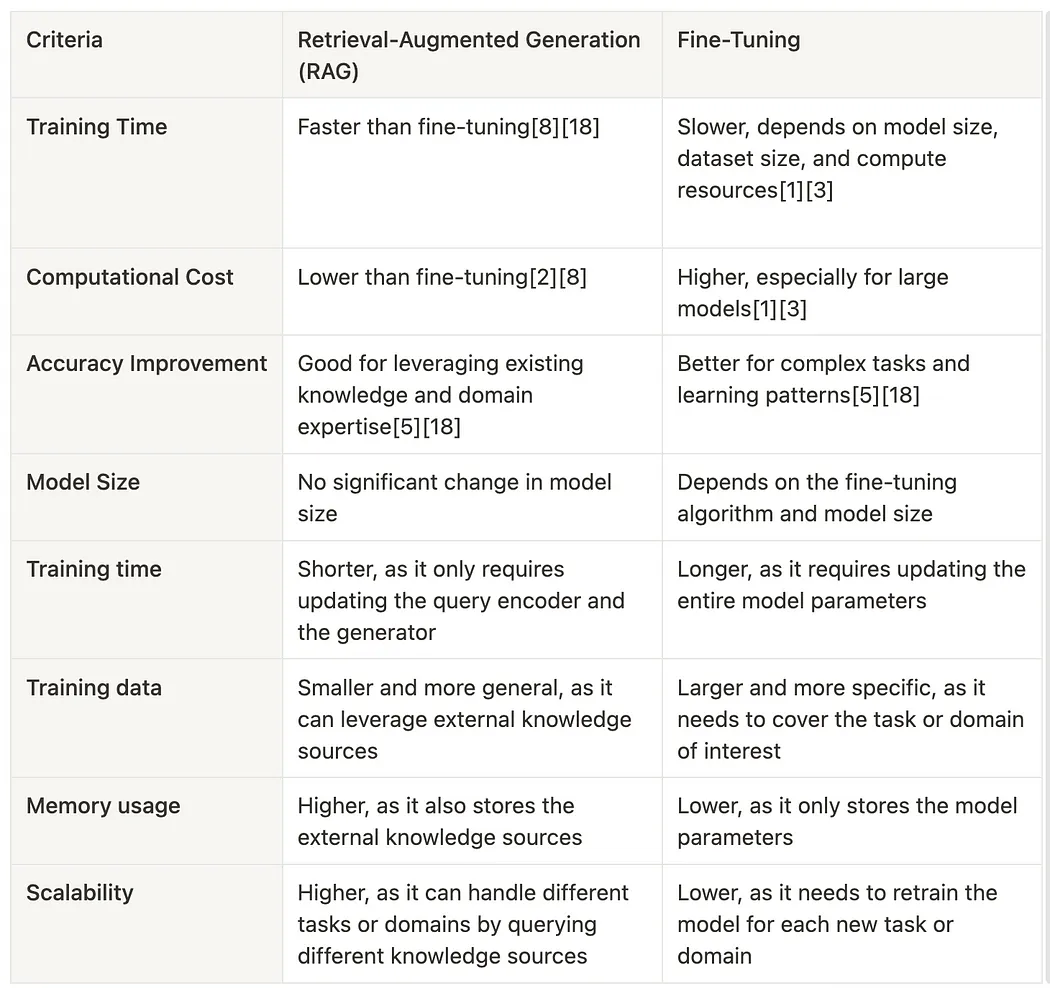 Criteria
Retrieval-Augmented Generation
(RAG)
Fine-Tuning
Training Time
Faster than fine-tuning[8][18]
Slower, depends on model size,
dataset size, and compute
resources[1][3]
Computational Cost
Lower than fine-tuning[2][8]
Higher, especially for large
models[1][3]
Accuracy Improvement
Good for leveraging existing
knowledge and domain
expertise[5][18]
Better for complex tasks and
learning patterns[5][18]
Model Size
No significant change in model
size
Depends on the fine-tuning
algorithm and model size
Training time
Shorter, as it only requires
updating the query encoder and
the generator
Longer, as it requires updating the
entire model parameters
Training data
Smaller and more general, as it
can leverage external knowledge
sources
Larger and more specific, as it
needs to cover the task or domain
of interest
Memory usage
Higher, as it also stores the
external knowledge sources
Lower, as it only stores the model
parameters
Scalability
Higher, as it can handle different
tasks or domains by querying
different knowledge sources
Lower, as it needs to retrain the
model for each new task or
domain